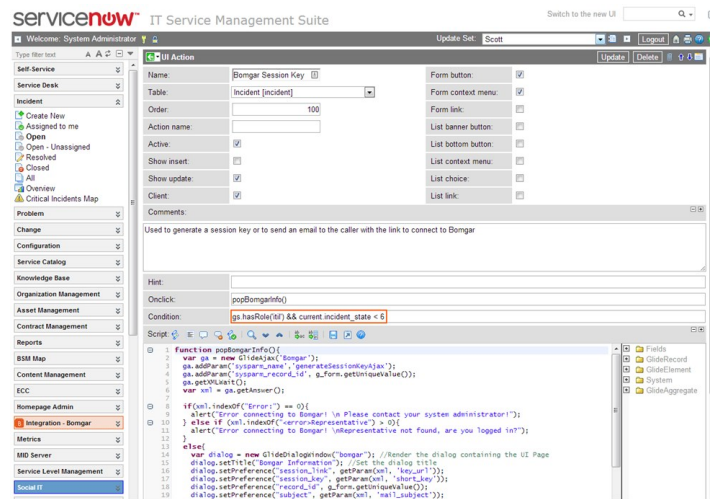 servicenow™ IT Service Management Suite
Switch to the new UI
Welcome: System Administrator
Update Set: Scott
Logout
Type filter text
A A
Self-Service
Service Desk
Incident
Create New
Assigned to me
Open
Open - Unassigned
Resolved
Closed
All
Overview
Critical Incidents Map
Problem
Change
Configuration
Service Catalog
Knowledge Base
Organization Management
Asset Management
Contract Management
Reports
BSM Map
Content Management
ECC
Homepage Admin
Integration - Bomgar
Metrics
MID Server
Service Level Management
Social IT
UI Action
Update Delete
Name: Bomgar Session Key
Form button:
Table: Incident [incident]
Form context menu:
Order: 100
Form link:
Action name:
List banner button:
Active:
List bottom button:
Show insert:
List context menu:
Show update:
List choice:
Client:
List link:
Comments:
Used to generate a session key or to send an email to the caller with the link to connect to Bomgar
Hint:
Onclick: popBomgarInfo()
Condition: gs.hasRole('itil') && current.incident_state < 6
Script:
1 function popBomgarInfo(){
2 var ga = new GlideAjax('Bomgar');
3 ga.addParam('sysparm_name','generateSessionKeyAjax');
4 ga.addParam('sysparm_record_id', g_form.getUniqueValue());
5 ga.getXMLWait();
6 var xml = ga.getAnswer();
7
8 if(xml.indexOf("Error:") == 0){
9 alert("Error connecting to Bomgar! \n Please contact your system administrator!");
10 } else if (xml.indexOf("<error>Representative") > 0){
11 alert("Error connecting to Bomgar! \nRepresentative not found, are you logged in?");
12 }
13 else{
14 var dialog = new GlideDialogWindow("bomgar"); //Render the dialog containing the UI Page
15 dialog.setTitle("Bomgar Information"); //Set the dialog title
16 dialog.setPreference("session_link", getParam(xml, 'key_url'));
17 dialog.setPreference("session_key", getParam(xml, 'short_key'));
18 dialog.setPreference("record_id", g_form.getUniqueValue());
19 dialog.setPreference("subject", getParam(xml, 'mail_subject'));
Fields
GlideRecord
GlideElement
System
GlideAggregate